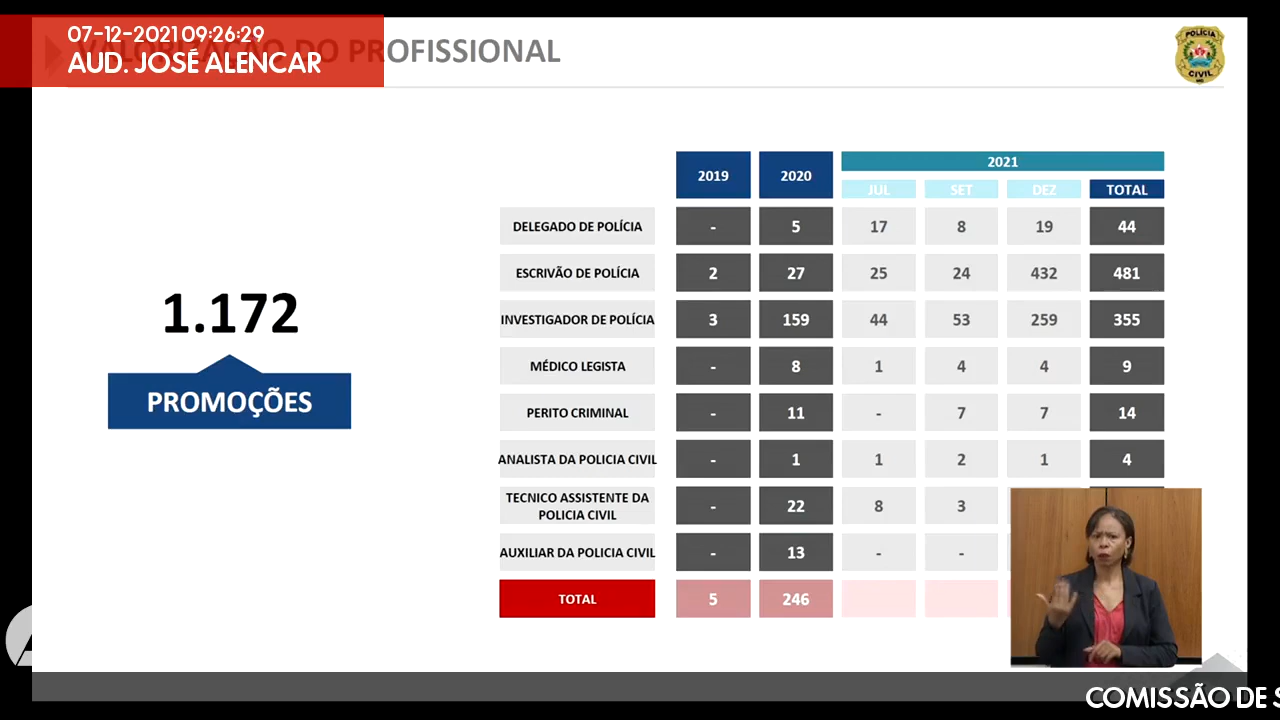 07-12-2021 09:26:29
AUD. JOSÉ ALENCAR
PROFISSIONAL
POLÍCIA
CIVIL
MG
2019 2020 2021
JUL SET DEZ TOTAL
DELEGADO DE POLÍCIA - 5 17 8 19 44
ESCRIVÃO DE POLÍCIA 2 27 25 24 432 481
INVESTIGADOR DE POLÍCIA 3 159 44 53 259 355
MÉDICO LEGISTA - 8 1 4 4 9
PERITO CRIMINAL - 11 - 7 7 14
ANALISTA DA POLICIA CIVIL - 1 1 2 1 4
TECNICO ASSISTENTE DA
POLICIA CIVIL - 22 8 3
AUXILIAR DA POLICIA CIVIL - 13 - -
TOTAL 5 246
1.172
PROMOÇÕES
COMISSÃO DE S